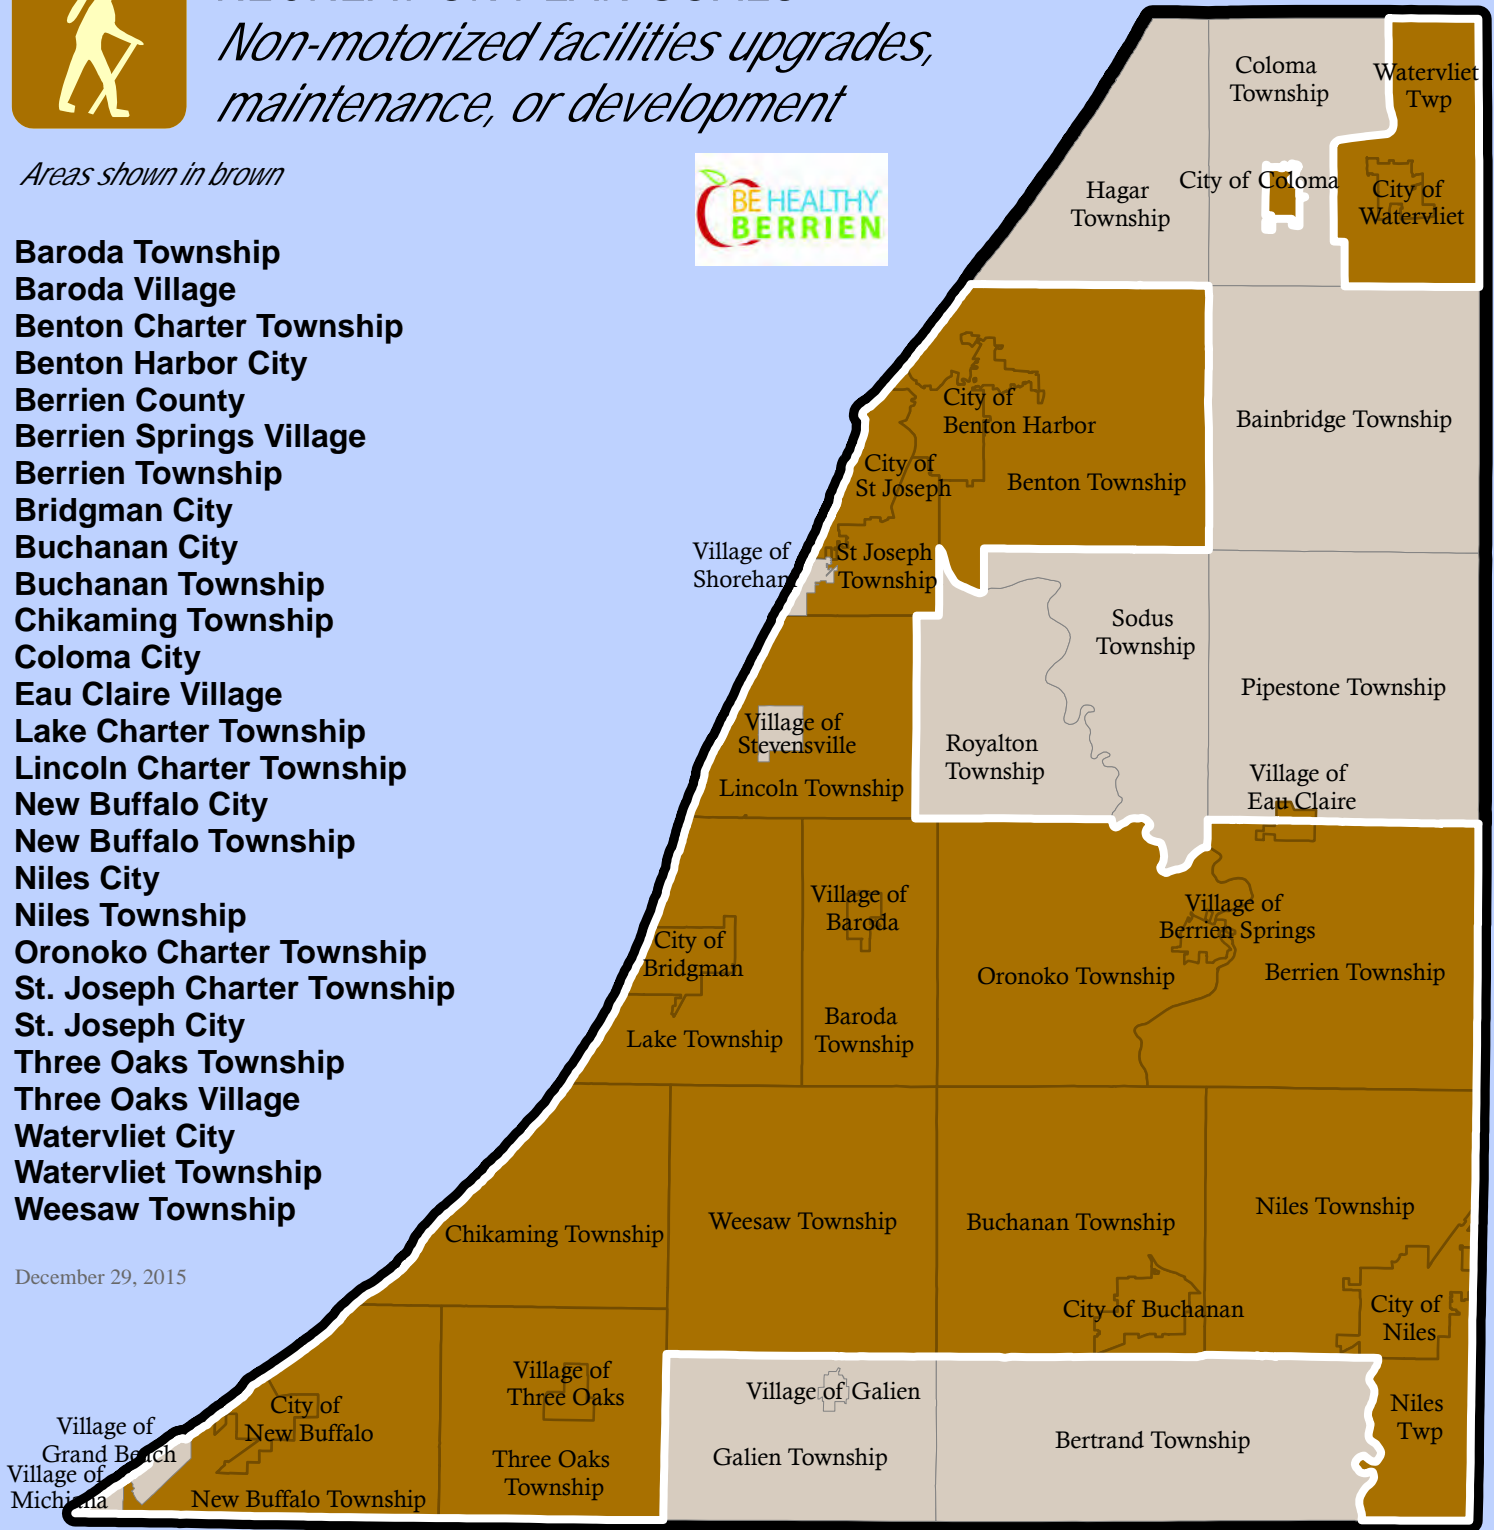 Non-motorized facilities upgrades,
maintenance, or development
Areas shown in brown
BE HEALTHY
BERRIEN
Baroda Township
Baroda Village
Benton Charter Township
Benton Harbor City
Berrien County
Berrien Springs Village
Berrien Township
Bridgman City
Buchanan City
Buchanan Township
Chikaming Township
Coloma City
Eau Claire Village
Lake Charter Township
Lincoln Charter Township
New Buffalo City
New Buffalo Township
Niles City
Niles Township
Oronoko Charter Township
St. Joseph Charter Township
St. Joseph City
Three Oaks Township
Three Oaks Village
Watervliet City
Watervliet Township
Weesaw Township
December 29, 2015
Coloma
Township
Watervliet
Twp
Hagar
Township
City of Coloma
City of
Watervliet
City of
Benton Harbor
Bainbridge Township
City of
St Joseph
Benton Township
Village of
Shoreham
St Joseph
Township
Sodus
Township
Pipestone Township
Village of
Stevensville
Lincoln Township
Royalton
Township
Village of
Eau Claire
Village of
Baroda
Village of
Berrien Springs
City of
Bridgman
Oronoko Township
Berrien Township
Lake Township
Baroda
Township
Chikaming Township
Weesaw Township
Buchanan Township
Niles Township
City of Buchanan
City of
Niles
Village of
Three Oaks
Village of Galien
City of
New Buffalo
Niles
Twp
Village of
Grand Beach
Village of
Michiana
Three Oaks
Township
Galien Township
Bertrand Township
New Buffalo Township